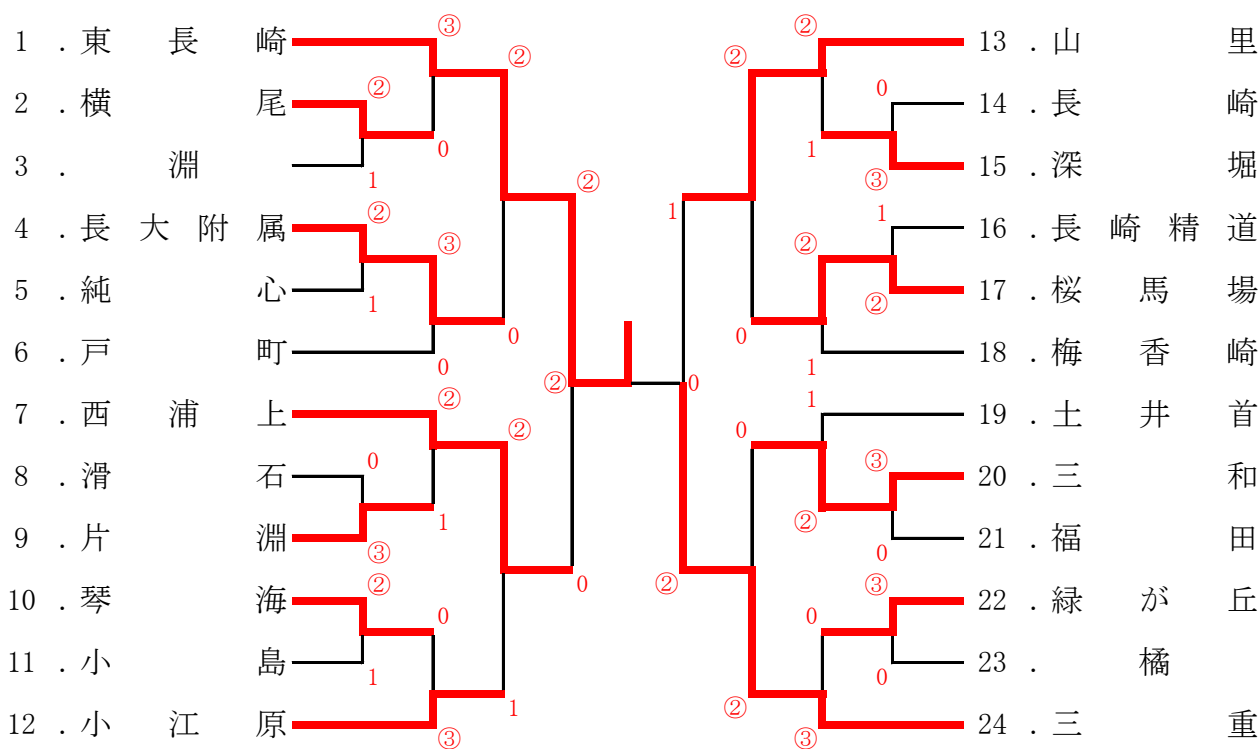 ③ ②
1 . 東 長 崎 ② ② 13 . 山 里
2 . 横 尾 ② 0 14 . 長 崎
0 1
3 . 淵 1 ③ 15 . 深 堀
② 1
4 . 長 大 附 属 ② ③ ② 1 16 . 長 崎 精 道
5 . 純 心 1 ② 17 . 桜 馬 場
0 0
6 . 戸 町 0 1 18 . 梅 香 崎
② 0
7 . 西 浦 上 ② ② 0 1 19 . 土 井 首
8 . 滑 石 0 ③ 20 . 三 和
1 ②
9 . 片 淵 ③ 0 21 . 福 田
0 ②
10 . 琴 海 ② 0 0 ③ 22 . 緑 が 丘
11 . 小 島 1 0 23 . 橘
1 ②
12 . 小 江 原 ③ ③ 24 . 三 重